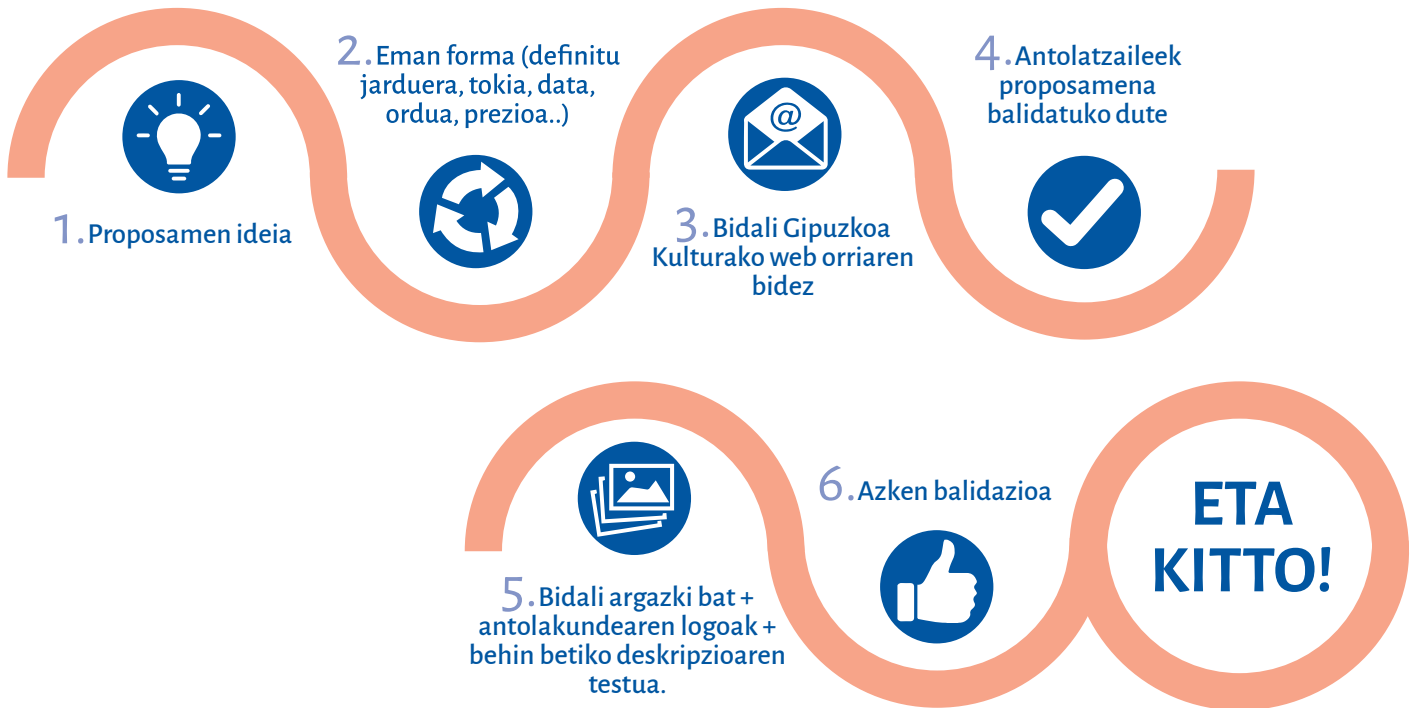 1. Proposamen ideia
2. Eman forma (definitu
jarduera, tokia, data,
ordua, prezioa..)
@
3. Bidali Gipuzkoa
Kulturako web orriaren
bidez
4. Antolatzaileek
proposamena
balidatuko dute
5. Bidali argazki bat +
antolakundearen logoak +
behin betiko deskripzioaren
testua.
6. Azken balidazioa
ETA
KITTO!